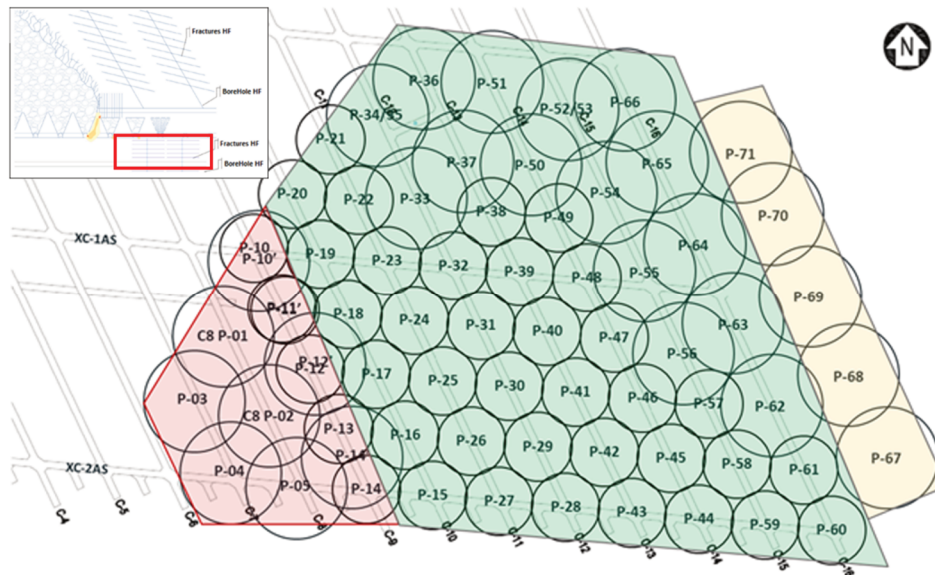 Fractures HF
BoreHole HF
Fractures HF
BoreHole HF
N
P-36
P-51
P-52/53
P-66
P-34/35
P-21
P-37
P-50
P-65
P-71
P-54
P-20
P-22
P-33
P-38
P-49
P-70
P-64
XC-1AS
P-10
P-10'
P-19
P-23
P-32
P-39
P-48
P-55
P-69
P-11'
P-18
P-24
P-31
P-40
P-47
P-63
C8 P-01
P-56
P-12'
P-12
P-17
P-25
P-30
P-41
P-46
P-57
P-62
P-68
P-03
C8 P-02
P-13
P-16
P-26
P-29
P-42
P-45
P-58
P-61
P-67
P-14
XC-2AS
P-04
P-05
P-14
P-15
P-27
P-28
P-43
P-44
P-59
P-60
C-15
C-16
C-4
C-5
C-6
C-8
C-9
C-10
C-11
C-12
C-13
C-14
C-15
C-16